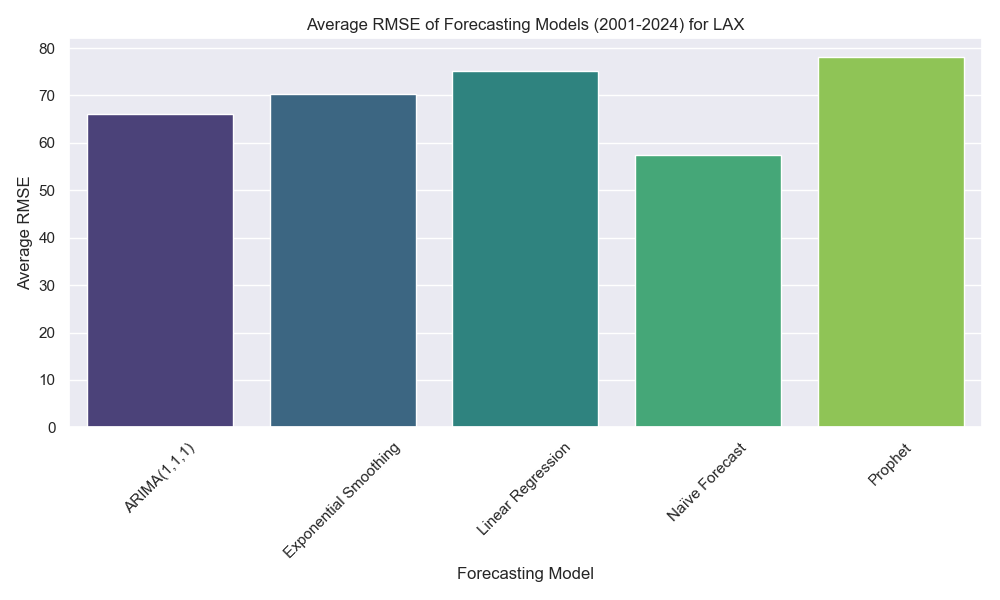 Average RMSE of Forecasting Models (2001-2024) for LAX
Average RMSE
80
70
60
50
40
30
20
10
0
ARIMA(1,1,1)
Exponential Smoothing
Linear Regression
Naïve Forecast
Prophet
Forecasting Model